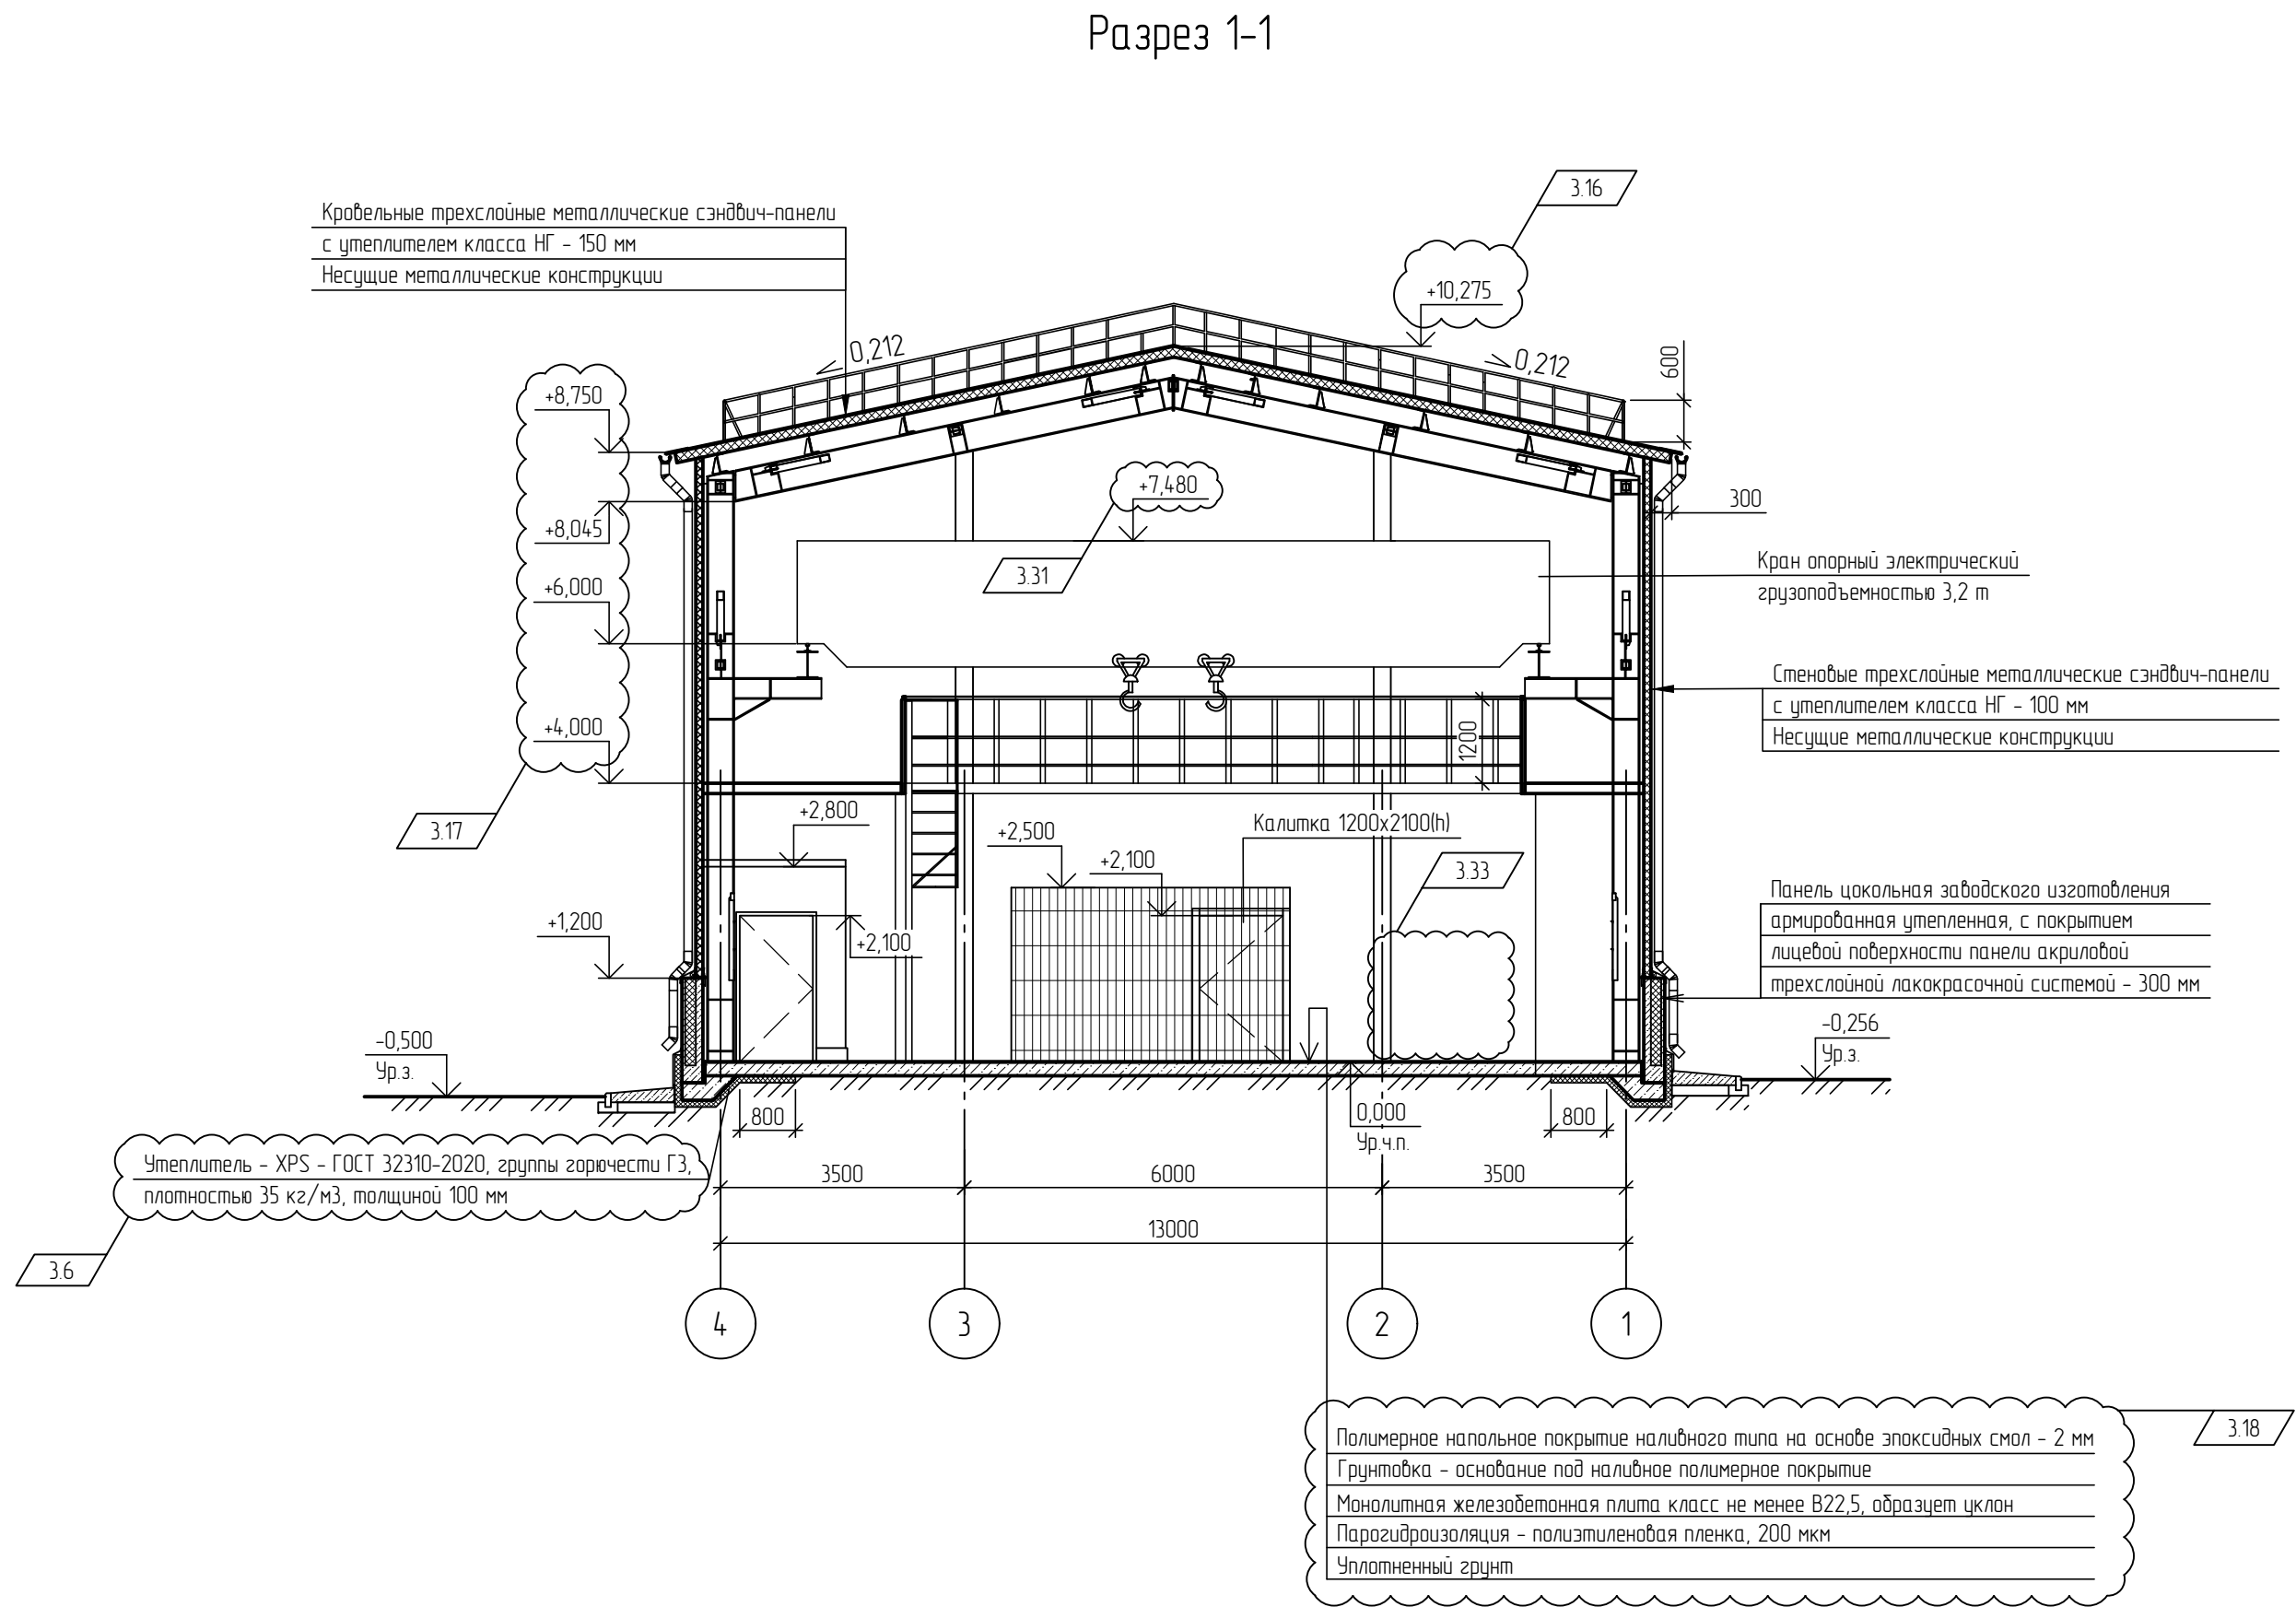 Разрез 1-1
3.16
Кровельные трехслойные металлические сэндвич-панели
с утеплителем класса НГ - 150 мм
Несущие металлические конструкции
+10,275
0,212
0,212
600
+8,750
+7,480
300
+8,045
Кран опорный электрический
грузоподъемностью 3,2 т
3.31
+6,000
Стеновые трехслойные металлические сэндвич-панели
с утеплителем класса НГ - 100 мм
Несущие металлические конструкции
+4,000
1200
3.17
+2,800
+2,500
Калитка 1200х2100(h)
+2,100
3.33
Панель цокольная заводского изготовления
армированная утепленная, с покрытием
лицевой поверхности панели акриловой
трехслойной лакокрасочной системой - 300 мм
+1,200
+2,100
-0,500
Ур.з.
-0,256
Ур.з.
800
0,000
Ур.ч.п.
800
Утеплитель - XPS - ГОСТ 32310-2020, группы горючести Г3,
плотностью 35 кг/м3, толщиной 100 мм
3500
6000
3500
13000
3.6
4
3
2
1
3.18
Полимерное напольное покрытие наливного типа на основе эпоксидных смол - 2 мм
Грунтовка - основание под наливное полимерное покрытие
Монолитная железобетонная плита класс не менее В22,5, образует уклон
Парогидроизоляция - полиэтиленовая пленка, 200 мкм
Уплотненный грунт